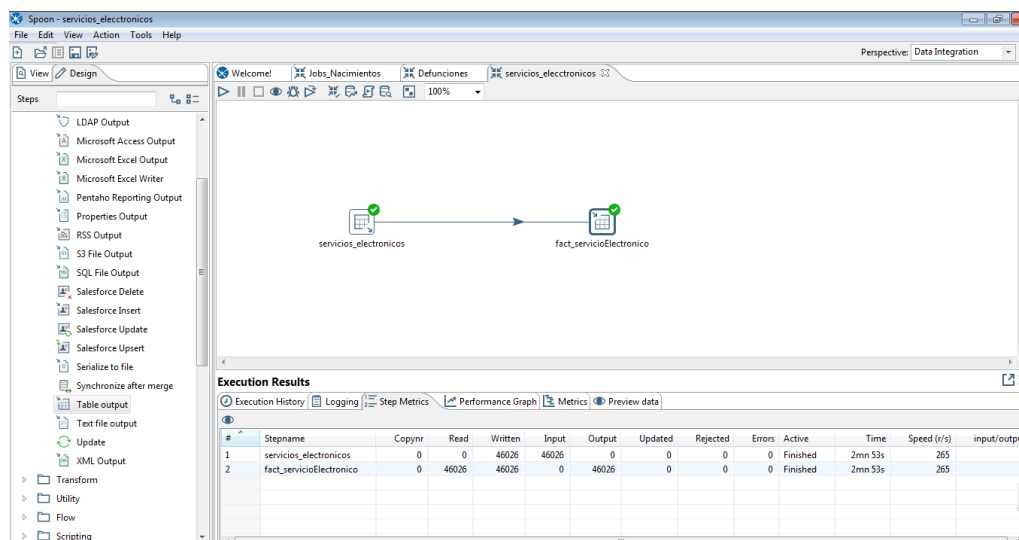 Spoon - servicios_elecctronicos
File Edit View Action Tools Help
Perspective: Data Integration
View Design
Welcome! Jobs_Nacimientos Defunciones servicios_elecctronicos
100%
Steps
LDAP Output
Microsoft Access Output
Microsoft Excel Output
Microsoft Excel Writer
Pentaho Reporting Output
Properties Output
RSS Output
S3 File Output
SQL File Output
Salesforce Delete
Salesforce Insert
Salesforce Update
Salesforce Upsert
Serialize to file
Synchronize after merge
Table output
Text file output
Update
XML Output
Transform
Utility
Flow
Scripting
servicios_electronicos fact_servicioElectronico
Execution Results
Execution History Logging Step Metrics Performance Graph Metrics Preview data
# Stepname Copynr Read Written Input Output Updated Rejected Errors Active Time Speed (r/s) input/outpu
1 servicios_electronicos 0 0 46026 46026 0 0 0 0 Finished 2mn 53s 265
2 fact_servicioElectronico 0 46026 46026 0 46026 0 0 0 Finished 2mn 53s 265